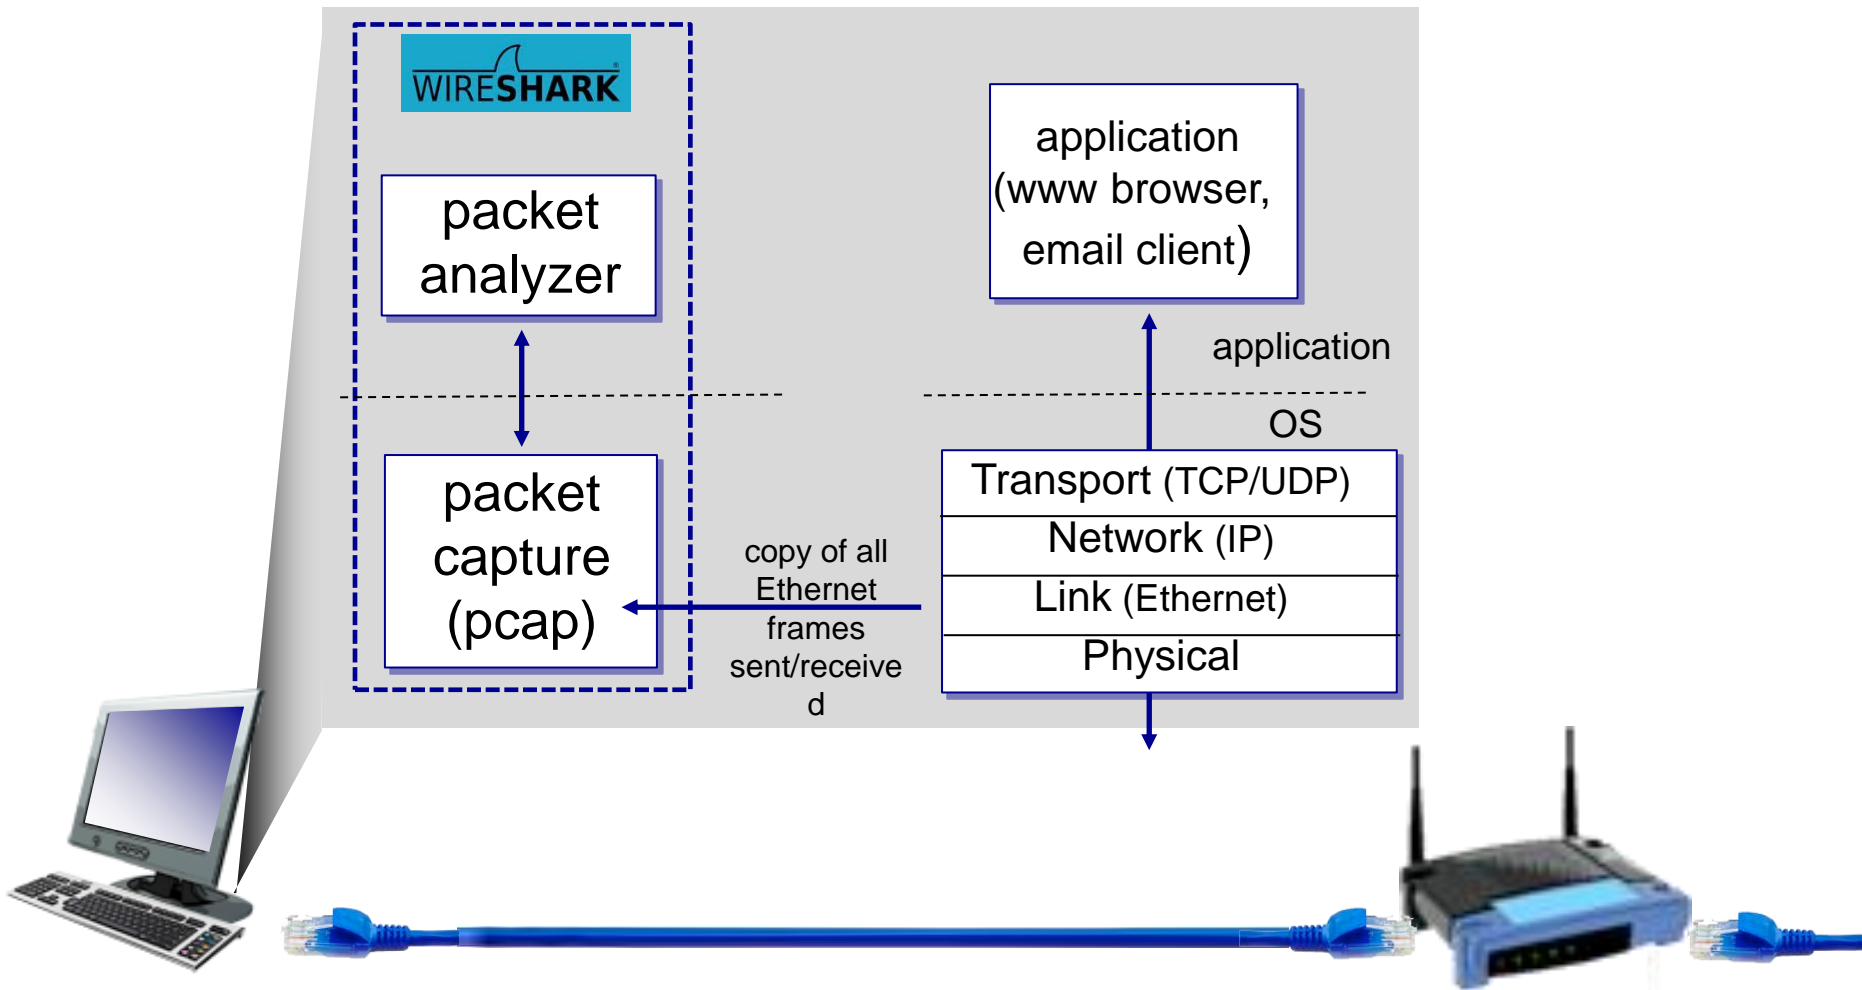 WIRESHARK
®
packet
analyzer
packet
capture
(pcap)
copy of all
Ethernet
frames
sent/receive
d
application
(www browser,
email client)
application
OS
Transport (TCP/UDP)
Network (IP)
Link (Ethernet)
Physical